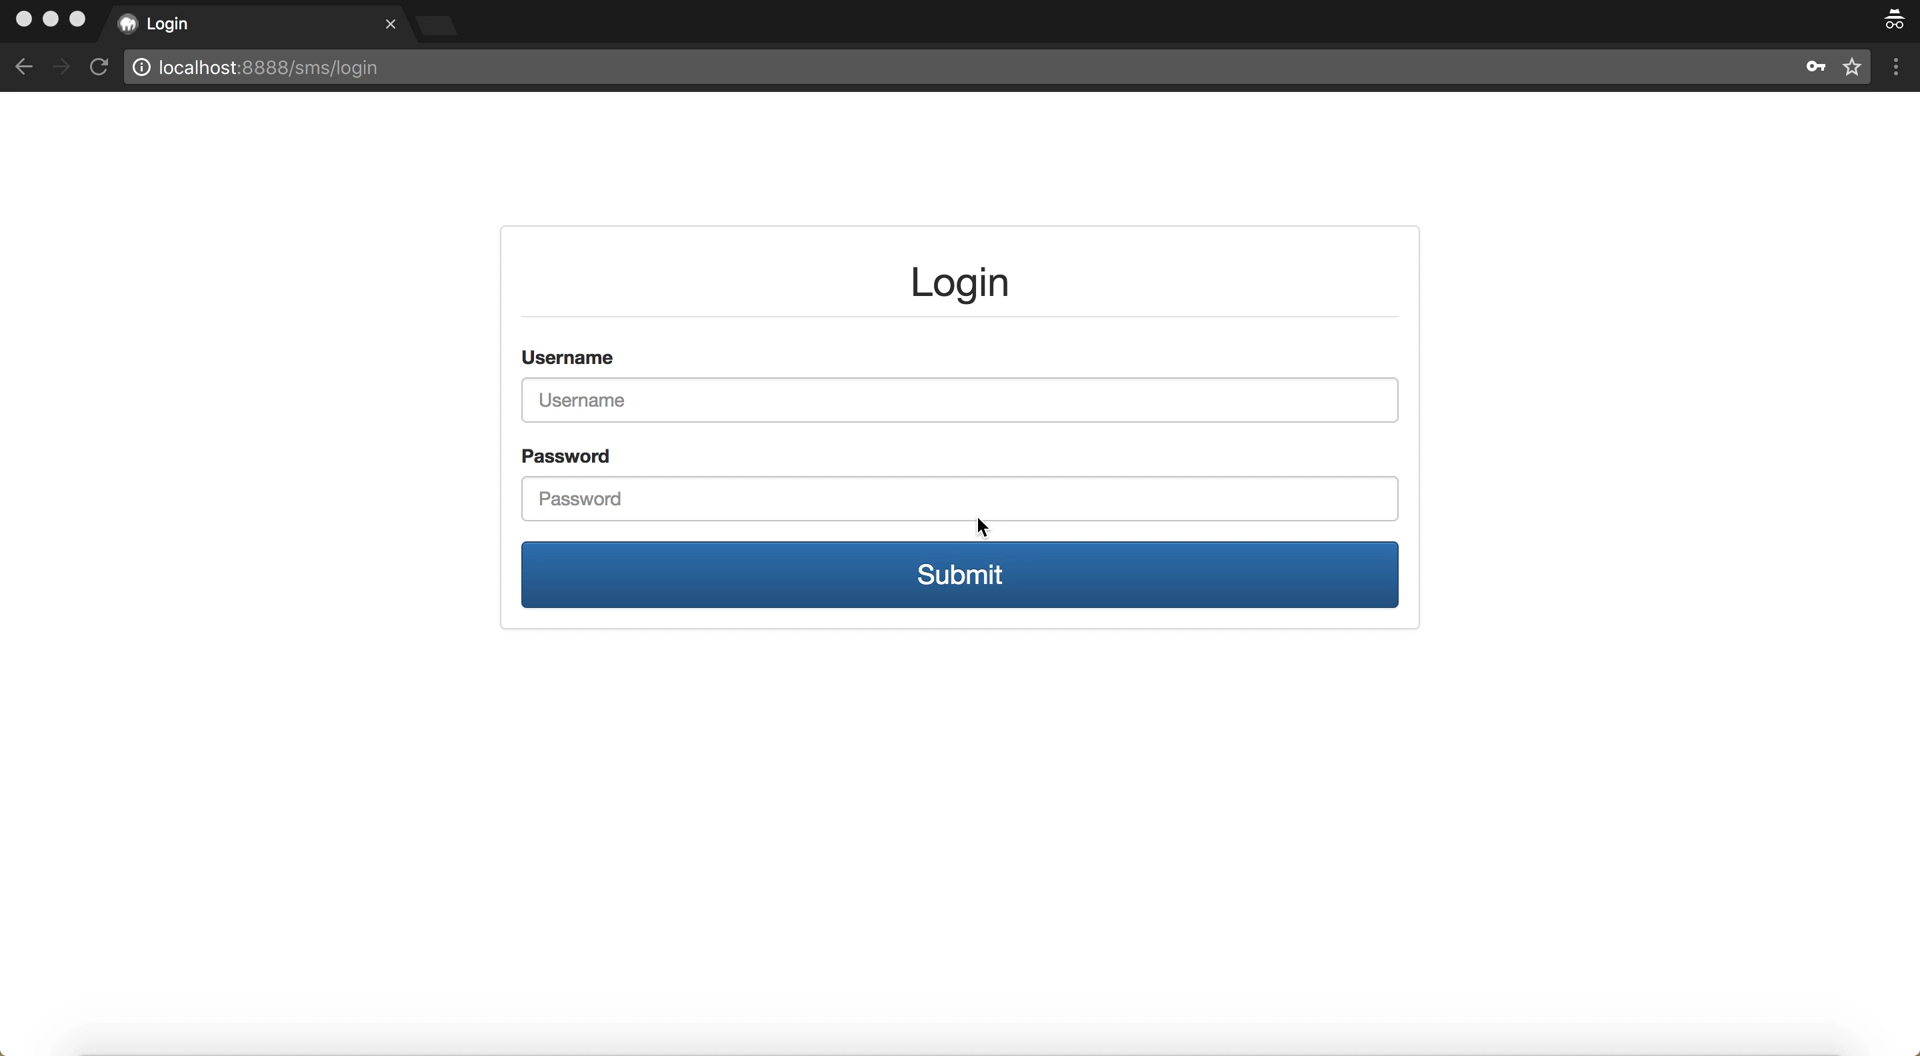 Login
localhost:8888/sms/login
Login
Username
Username
Password
Password
Submit